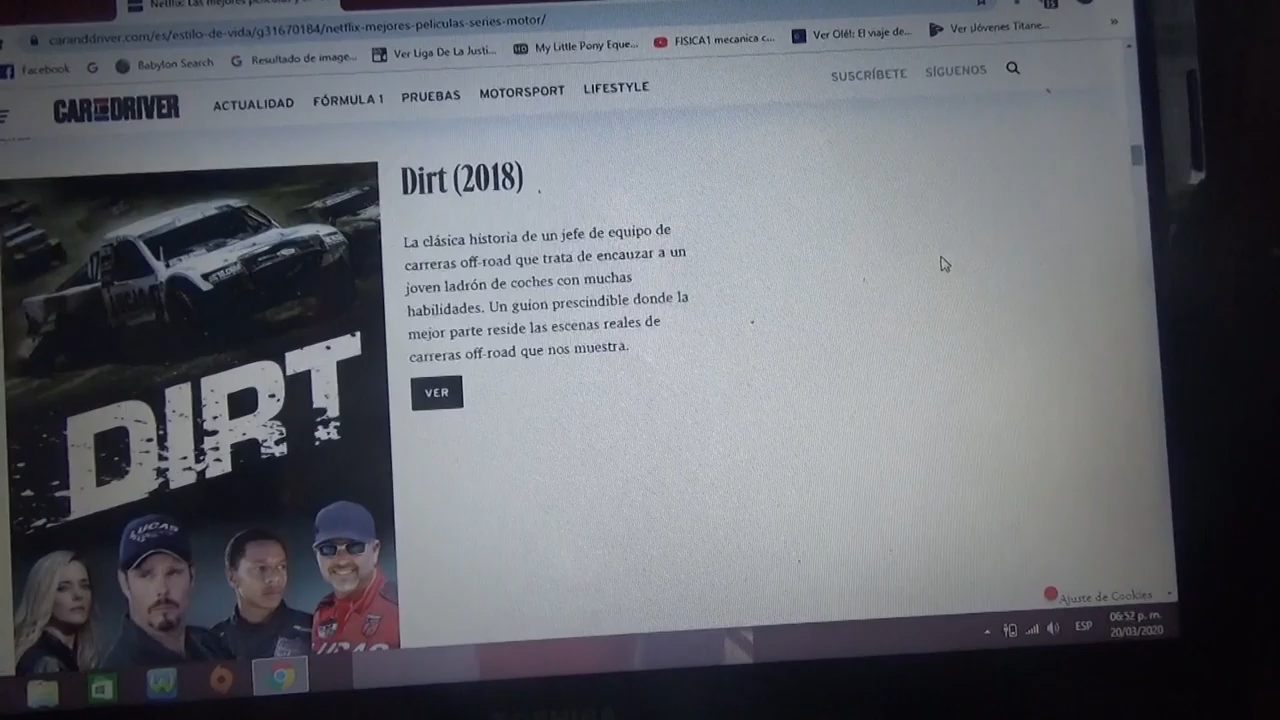 caranddriver.com/es/estilo-de-vida/g31670184/netflix-mejores-peliculas-series-motor/
Facebook
G
Babylon Search
G Resultado de image...
Ver Liga De La Justi...
My Little Pony Eque...
FISICA1 mecanica c...
Ver Olé!: El viaje de...
Ver Jóvenes Titane...
»
CAR AND DRIVER
ACTUALIDAD
FÓRMULA 1
PRUEBAS
MOTORSPORT
LIFESTYLE
SUSCRÍBETE
SÍGUENOS
Dirt (2018)
La clásica historia de un jefe de equipo de
carreras off-road que trata de encauzar a un
joven ladrón de coches con muchas
habilidades. Un guion prescindible donde la
mejor parte reside las escenas reales de
carreras off-road que nos muestra.
VER
DIRT
LUCAS
LUCAS
Ajuste de Cookies
ESP
06:52 p. m.
20/03/2020